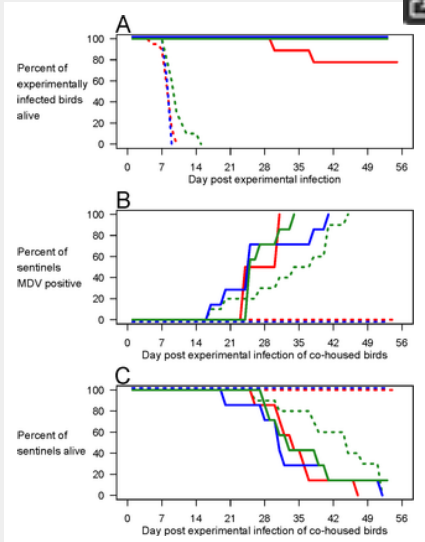 A
100
80
60
40
20
0
Percent of
experimentally
infected birds
alive
0 7 14 21 28 35 42 49 56
Day post experimental infection
B
100
80
60
40
20
0
Percent of
sentinels
MDV positive
0 7 14 21 28 35 42 49 56
Day post experimental infection of co-housed birds
C
100
80
60
40
20
0
Percent of
sentinels alive
0 7 14 21 28 35 42 49 56
Day post experimental infection of co-housed birds